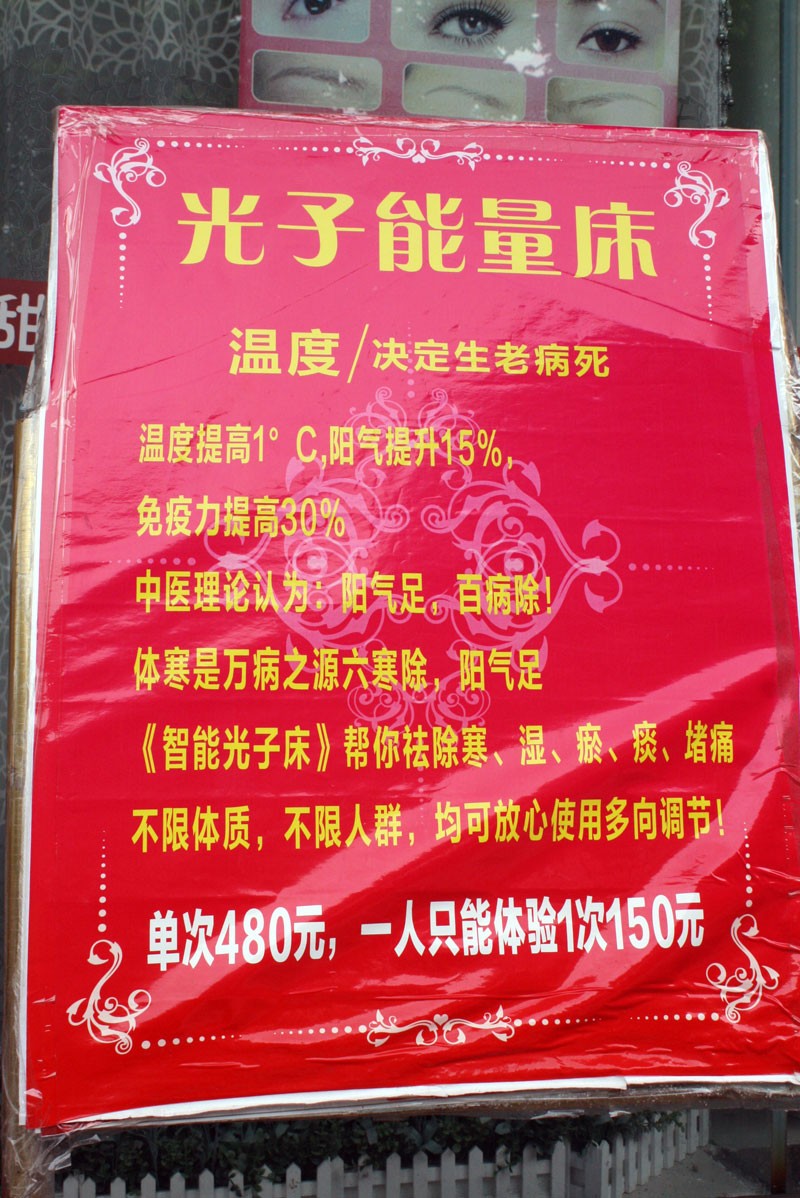 光子能量床
甜
温度/决定生老病死
温度提高1°C,阳气提升15%,
免疫力提高30%
中医理论认为：阳气足，百病除！
体寒是万病之源六寒除，阳气足
《智能光子床》帮你祛除寒、湿、瘀、痰、堵痛
不限体质，不限人群，均可放心使用多向调节！
单次480元，一人只能体验1次150元